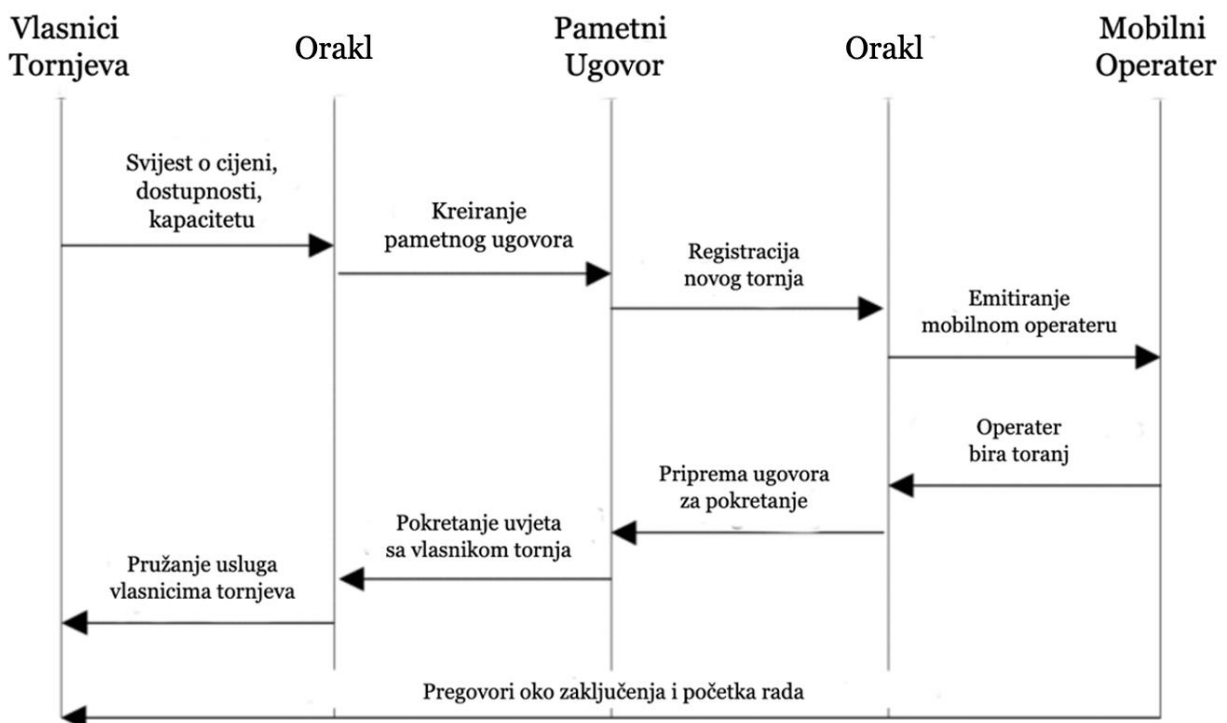 Vlasnici
Tornjeva
Orakl
Pametni
Ugovor
Orakl
Mobilni
Operater
Svijest o cijeni,
dostupnosti,
kapacitetu
Kreiranje
pametnog ugovora
Registracija
novog tornja
Emitiranje
mobilnom operateru
Operater
bira toranj
Priprema ugovora
za pokretanje
Pokretanje uvjeta
sa vlasnikom tornja
Pružanje usluga
vlasnicima tornjeva
Pregovori oko zaključenja i početka rada